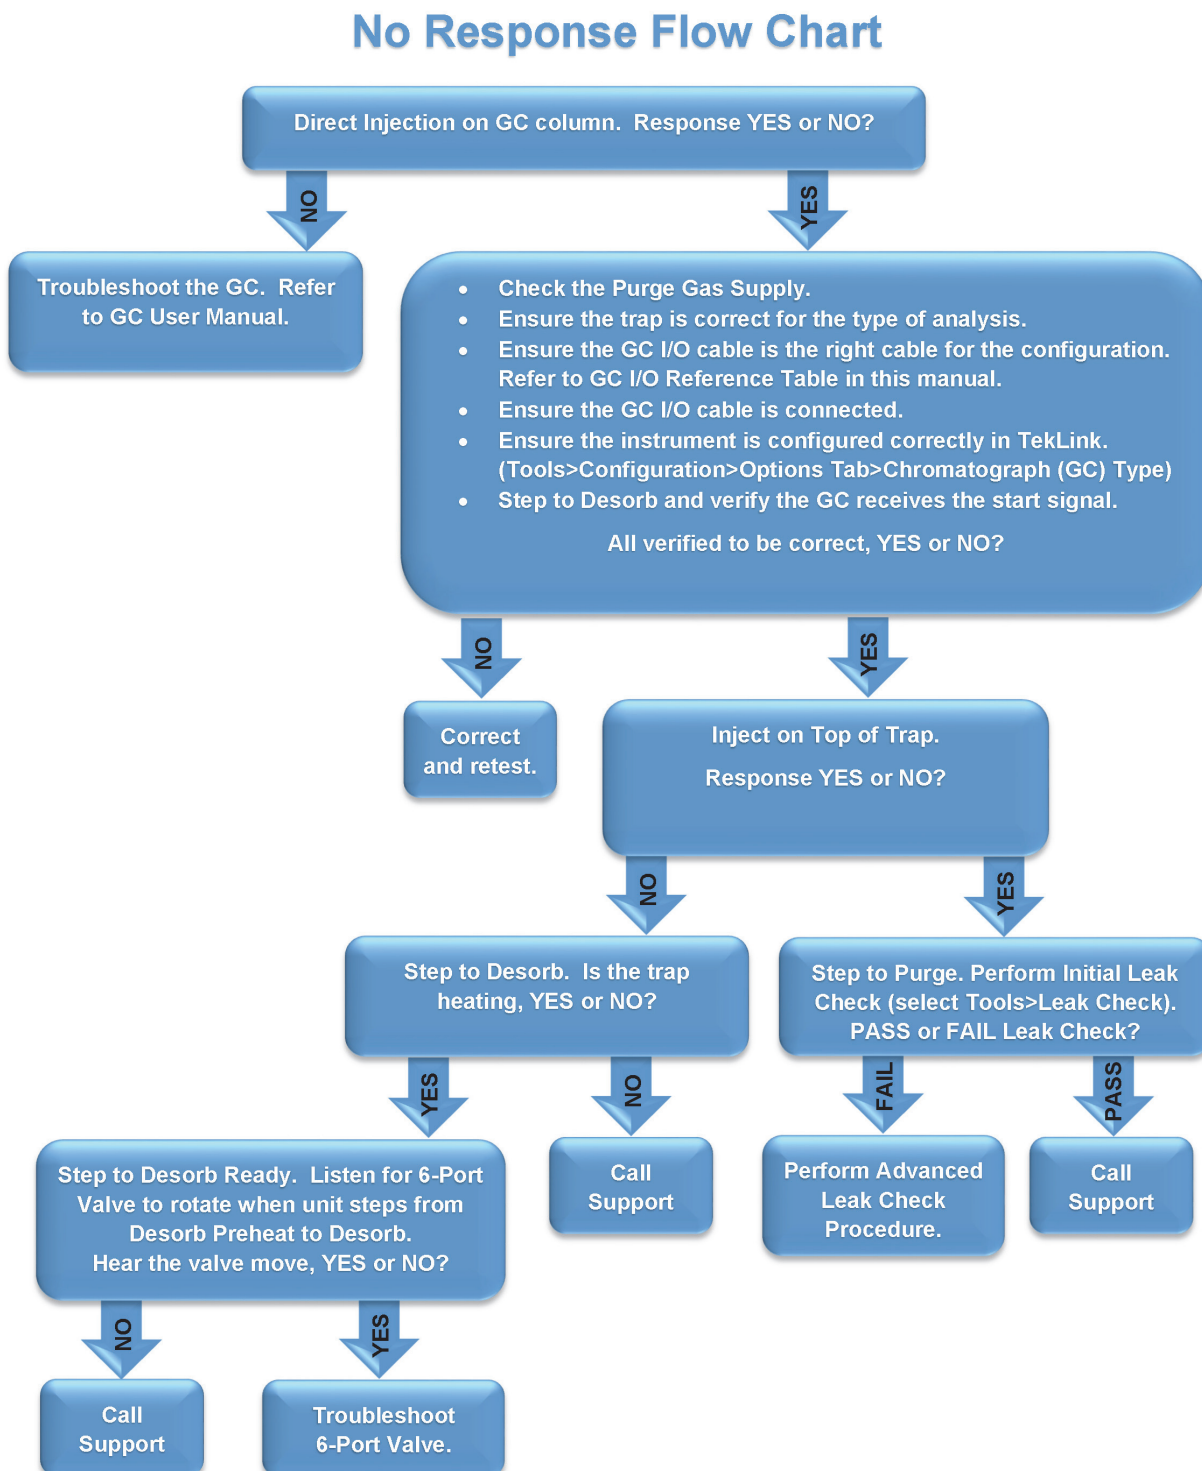 No Response Flow Chart
Direct Injection on GC column.  Response YES or NO?
NO
YES
Troubleshoot the GC.  Refer
to GC User Manual.
• Check the Purge Gas Supply.
• Ensure the trap is correct for the type of analysis.
• Ensure the GC I/O cable is the right cable for the configuration.
Refer to GC I/O Reference Table in this manual.
• Ensure the GC I/O cable is connected.
• Ensure the instrument is configured correctly in TekLink.
(Tools>Configuration>Options Tab>Chromatograph (GC) Type)
• Step to Desorb and verify the GC receives the start signal.
All verified to be correct, YES or NO?
NO
YES
Correct
and retest.
Inject on Top of Trap.
Response YES or NO?
NO
YES
Step to Desorb.  Is the trap
heating, YES or NO?
Step to Purge. Perform Initial Leak
Check (select Tools>Leak Check).
PASS or FAIL Leak Check?
YES
NO
FAIL
PASS
Step to Desorb Ready.  Listen for 6-Port
Valve to rotate when unit steps from
Desorb Preheat to Desorb.
Hear the valve move, YES or NO?
Call
Support
Perform Advanced
Leak Check
Procedure.
Call
Support
NO
YES
Call
Support
Troubleshoot
6-Port Valve.